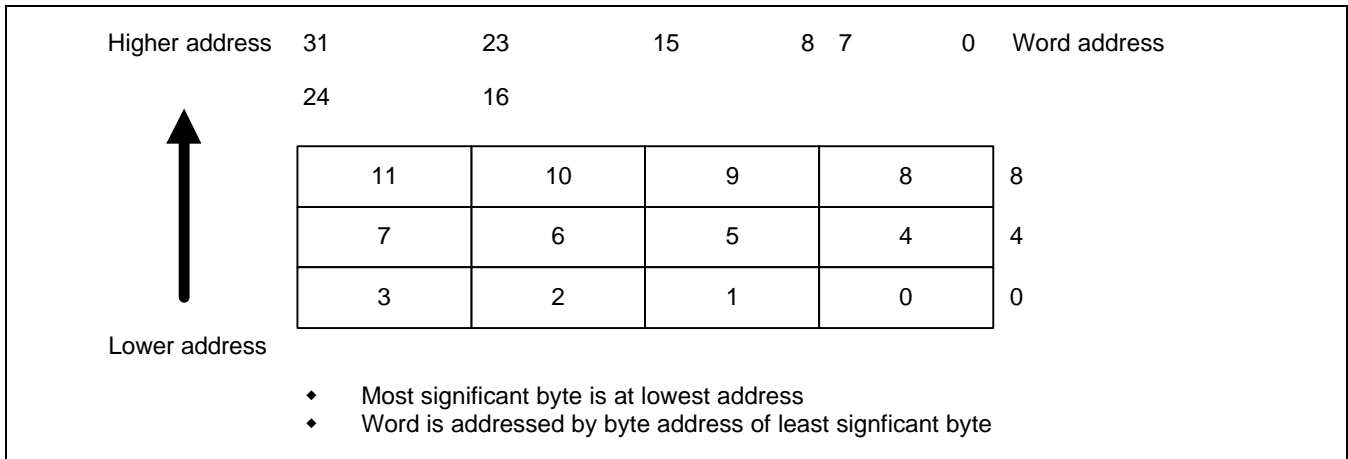 Higher address 31 23 15 8 7 0 Word address
24 16
11 10 9 8 8
7 6 5 4 4
3 2 1 0 0
Lower address
◆ Most significant byte is at lowest address
◆ Word is addressed by byte address of least signficant byte